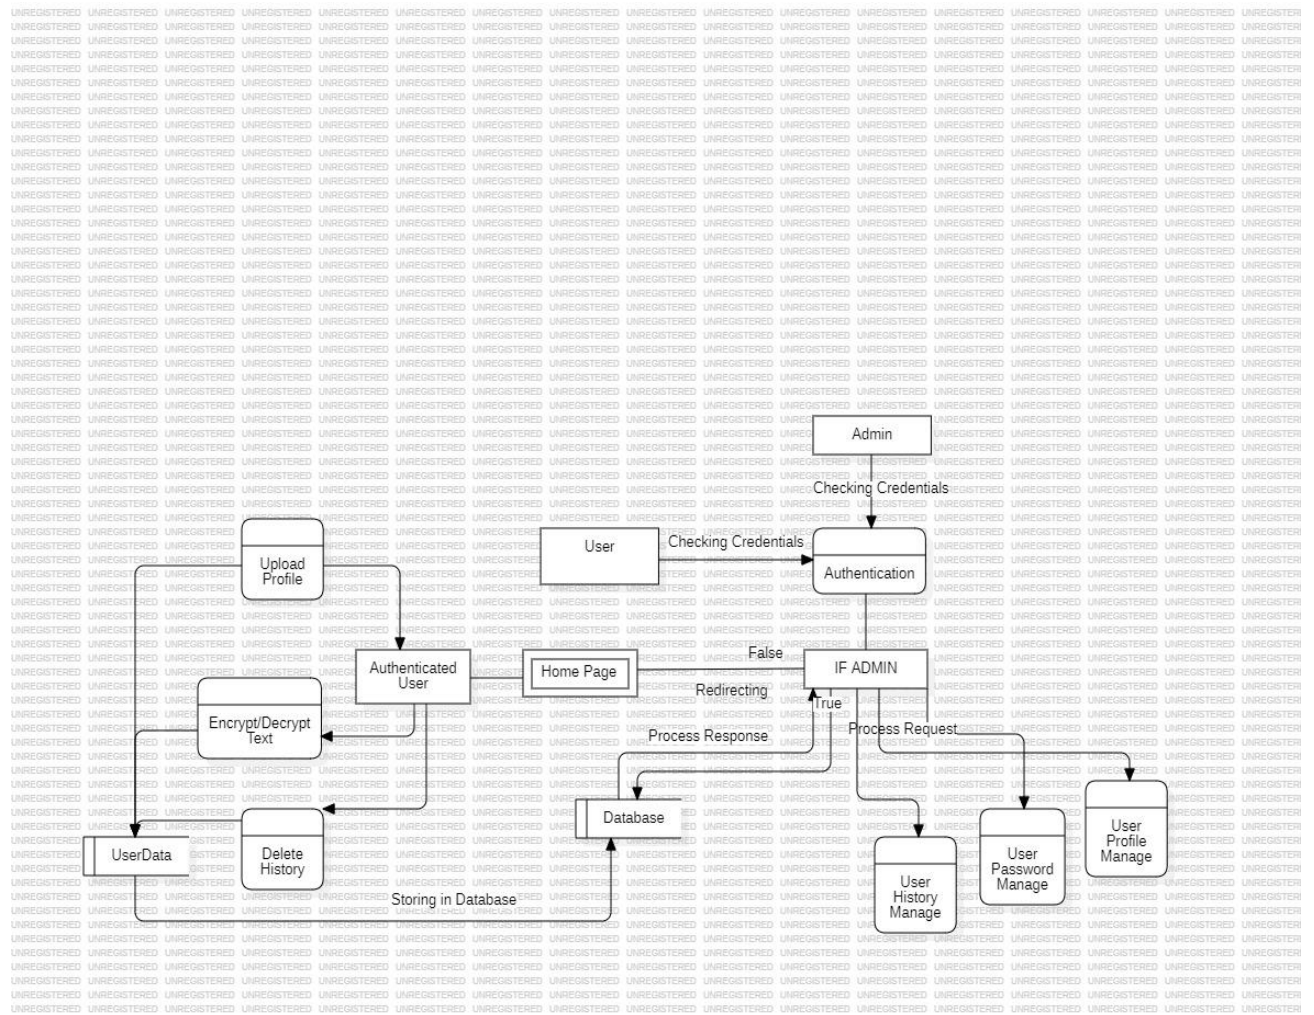 Admin
Checking Credentials
User
Checking Credentials
Authentication
Upload
Profile
Authenticated
User
Home Page
False
IF ADMIN
Redirecting
True
Encrypt/Decrypt
Text
Process Response
Process Request
Database
UserData
Delete
History
User
History
Manage
User
Password
Manage
User
Profile
Manage
Storing in Database
UNREGISTERED